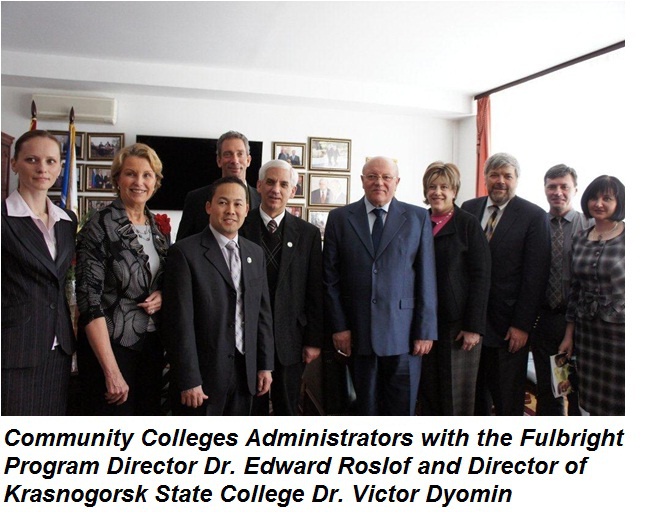 Community Colleges Administrators with the Fulbright
Program Director Dr. Edward Roslof and Director of
Krasnogorsk State College Dr. Victor Dyomin